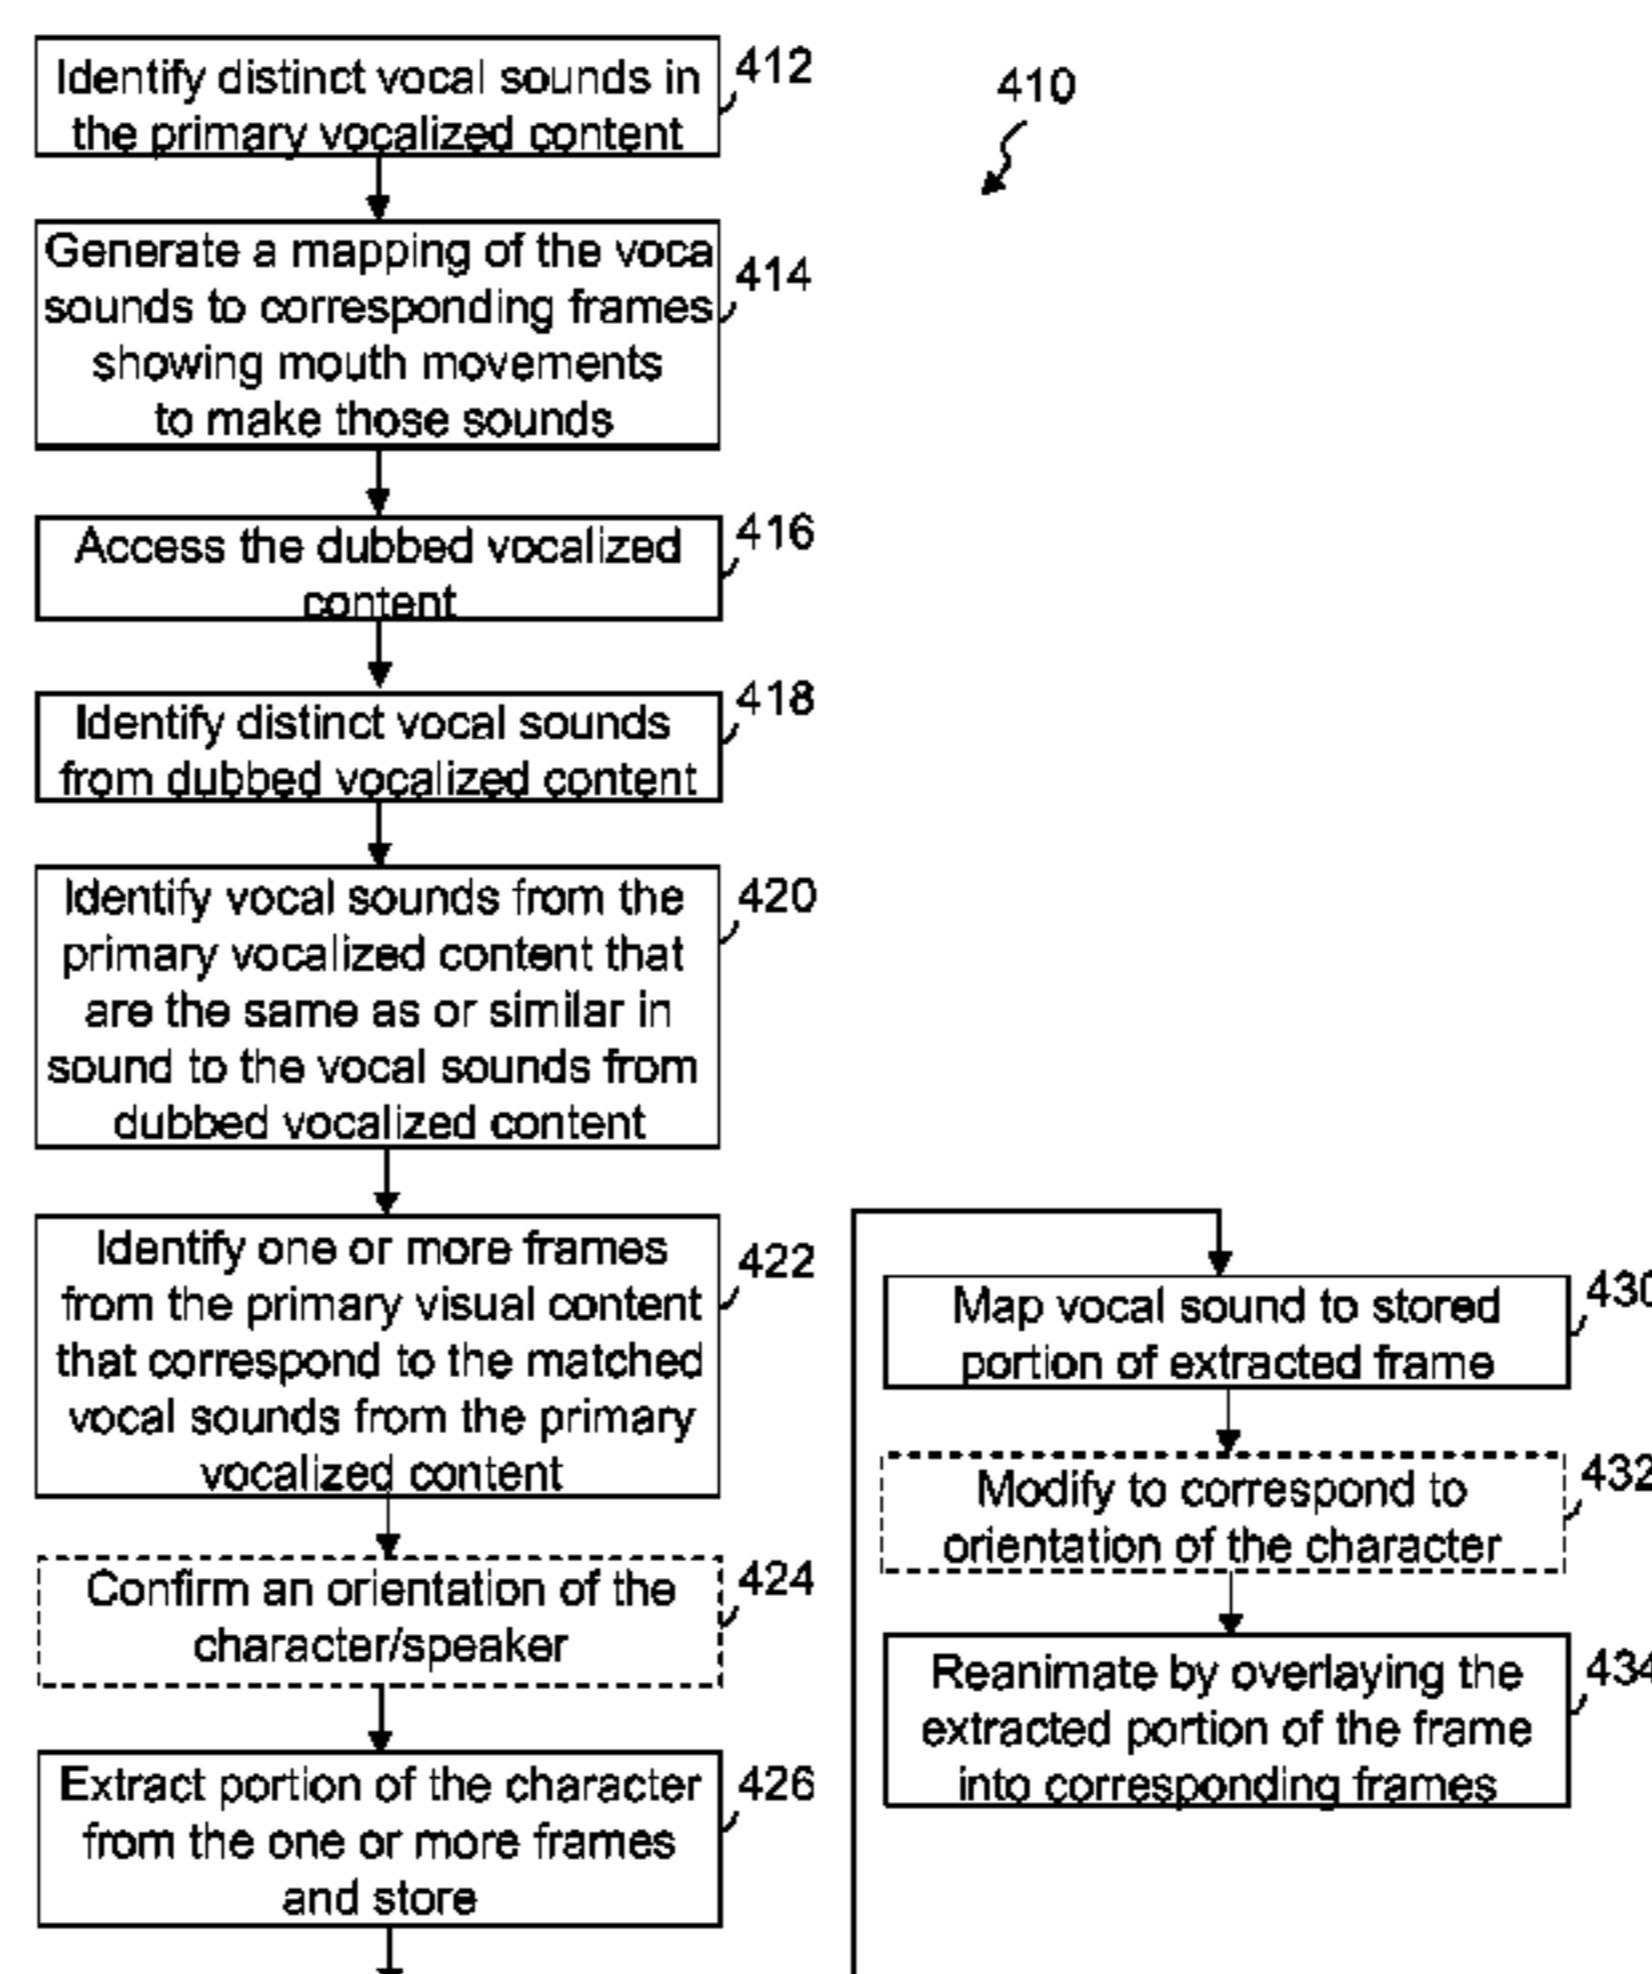 Identify distinct vocal sounds in
the primary vocalized content
412
410
Generate a mapping of the voca
sounds to corresponding frames
showing mouth movements
to make those sounds
414
Access the dubbed vocalized
content
416
Identify distinct vocal sounds
from dubbed vocalized content
418
Identify vocal sounds from the
primary vocalized content that
are the same as or similar in
sound to the vocal sounds from
dubbed vocalized content
420
Identify one or more frames
from the primary visual content
that correspond to the matched
vocal sounds from the primary
vocalized content
422
Confirm an orientation of the
character/speaker
424
Extract portion of the character
from the one or more frames
and store
426
Map vocal sound to stored
portion of extracted frame
430
Modify to correspond to
orientation of the character
432
Reanimate by overlaying the
extracted portion of the frame
into corresponding frames
434